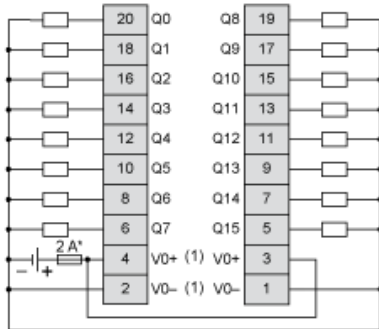 20 Q0 Q8 19
18 Q1 Q9 17
16 Q2 Q10 15
14 Q3 Q11 13
12 Q4 Q12 11
10 Q5 Q13 9
8 Q6 Q14 7
6 Q7 Q15 5
2 A*
− + 4 V0+ (1) V0+ 3
2 V0− (1) V0− 1